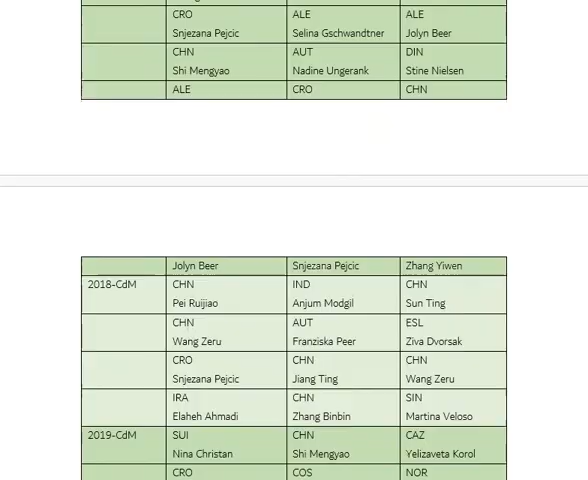 CRO ALE ALE
Snjezana Pejcic Selina Gschwandtner Jolyn Beer
CHN AUT DIN
Shi Mengyao Nadine Ungerank Stine Nielsen
ALE CRO CHN
Jolyn Beer Snjezana Pejcic Zhang Yiwen
2018-CdM CHN IND CHN
Pei Ruijiao Anjum Modgil Sun Ting
CHN AUT ESL
Wang Zeru Franziska Peer Ziva Dvorsak
CRO CHN CHN
Snjezana Pejcic Jiang Ting Wang Zeru
IRA CHN SIN
Elaheh Ahmadi Zhang Binbin Martina Veloso
2019-CdM SUI CHN CAZ
Nina Christan Shi Mengyao Yelizaveta Korol
CRO COS NOR